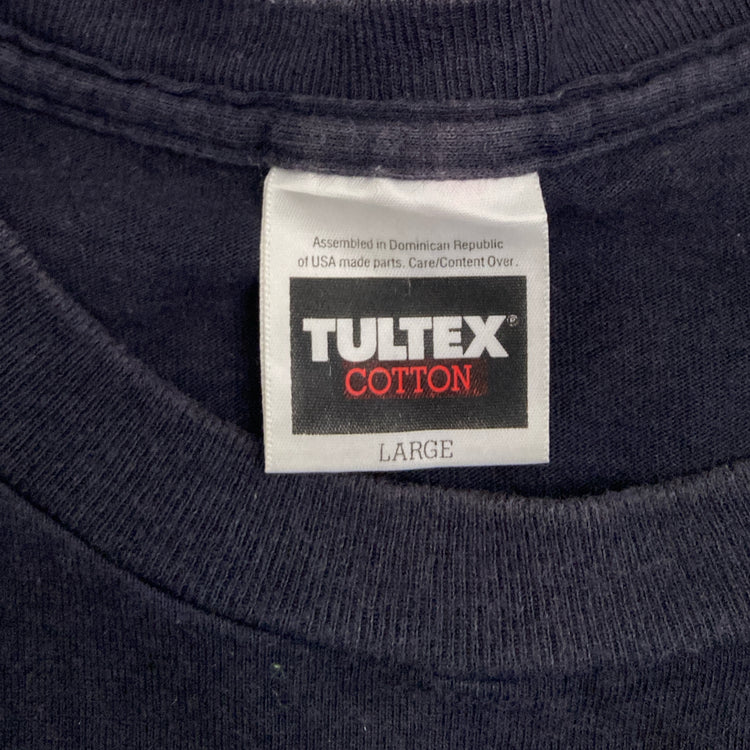 Assembled in Dominican Republic
of USA made parts. Care/Content Over.
TULTEX®
COTTON
LARGE